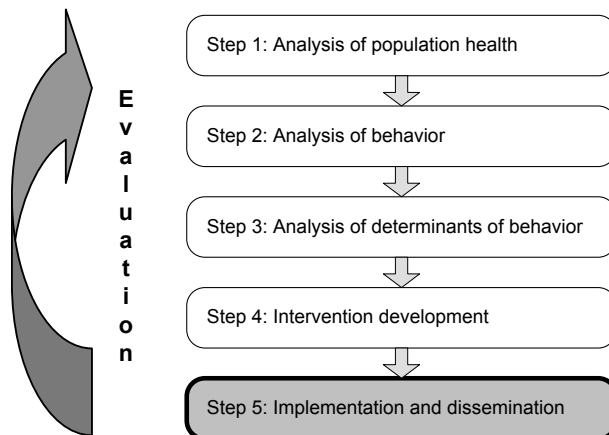 Step 1: Analysis of population health
Evaluation
Step 2: Analysis of behavior
Step 3: Analysis of determinants of behavior
Step 4: Intervention development
Step 5: Implementation and dissemination